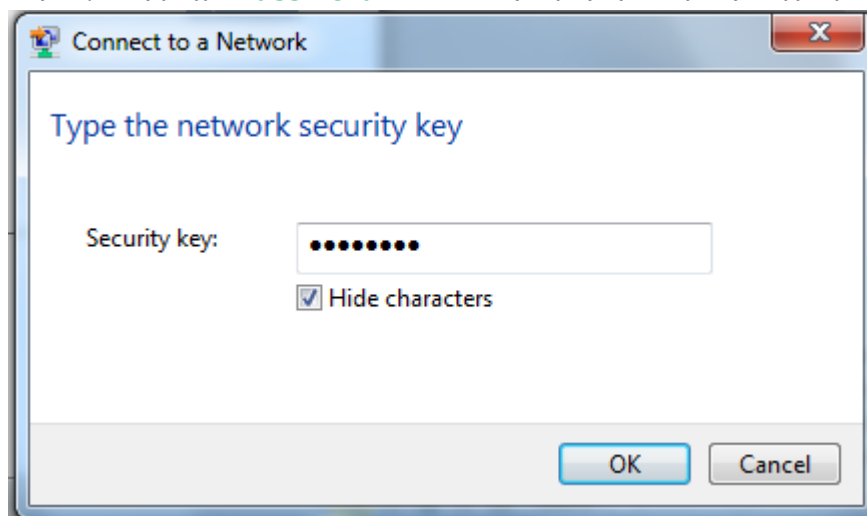 Connect to a Network
Type the network security key
Security key: ••••••••
Hide characters
OK Cancel